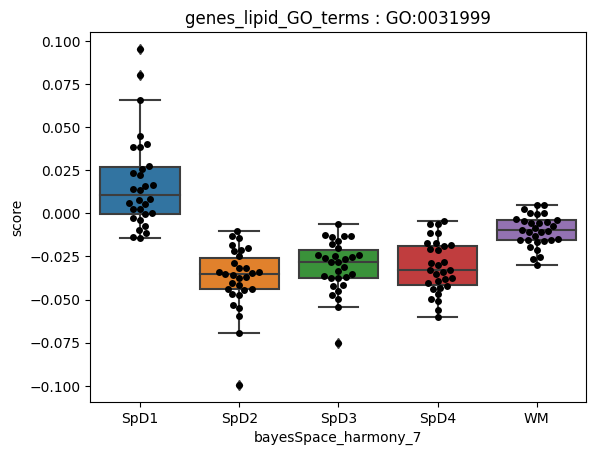 genes_lipid_GO_terms : GO:0031999
0.100
0.075
0.050
0.025
0.000
−0.025
−0.050
−0.075
−0.100
score
SpD1 SpD2 SpD3 SpD4 WM
bayesSpace_harmony_7